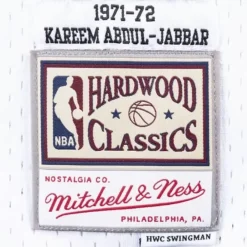 1971-72
KAREEM ABDUL-JABBAR
HARDWOOD
NBA
CLASSICS
NOSTALGIA CO.
Mitchell & Ness
PHILADELPHIA, PA.
HWC SWINGMAN